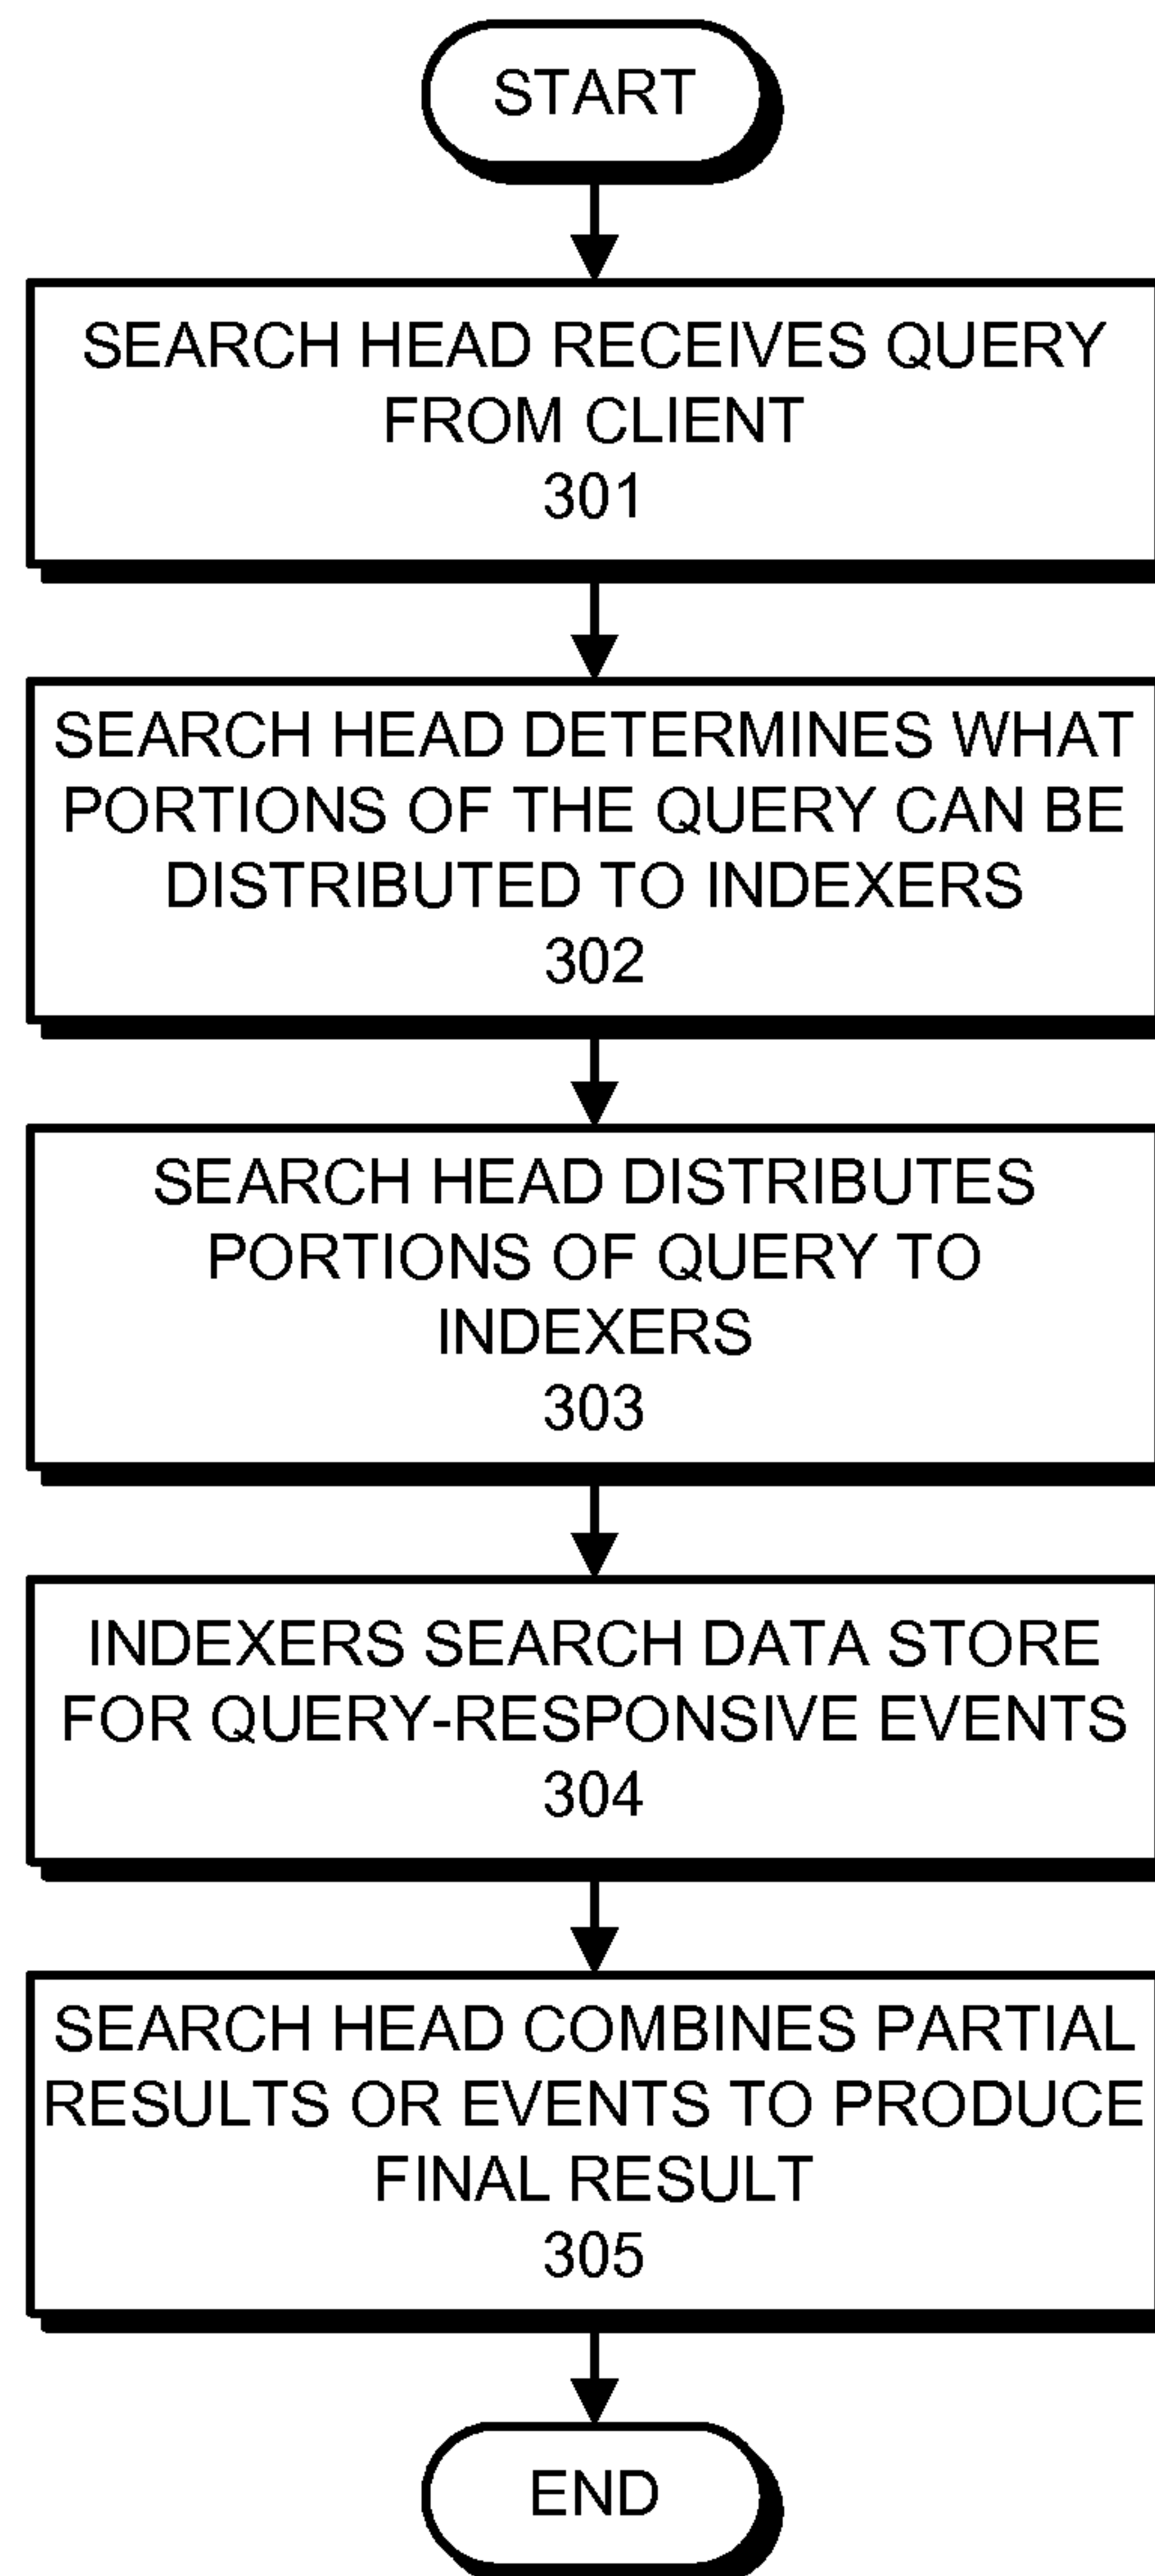 START
SEARCH HEAD RECEIVES QUERY
FROM CLIENT
301
SEARCH HEAD DETERMINES WHAT
PORTIONS OF THE QUERY CAN BE
DISTRIBUTED TO INDEXERS
302
SEARCH HEAD DISTRIBUTES
PORTIONS OF QUERY TO
INDEXERS
303
INDEXERS SEARCH DATA STORE
FOR QUERY-RESPONSIVE EVENTS
304
SEARCH HEAD COMBINES PARTIAL
RESULTS OR EVENTS TO PRODUCE
FINAL RESULT
305
END